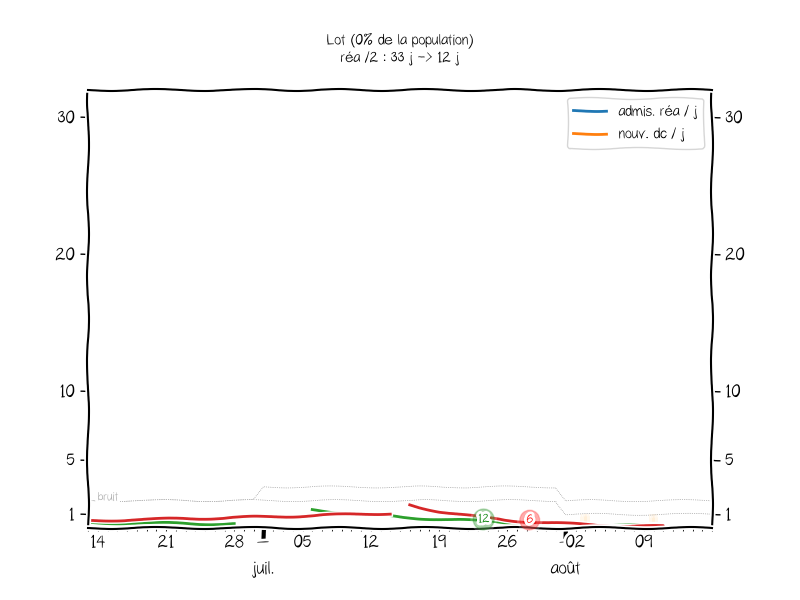 Lot (0% de la population)
réa /2 : 33 j -> 12 j
admis. réa / j
nouv. dc / j
30
30
20
20
10
10
5
5
bruit
1
1
12
6
14 21 28 05 12 19 26 02 09
juil. août